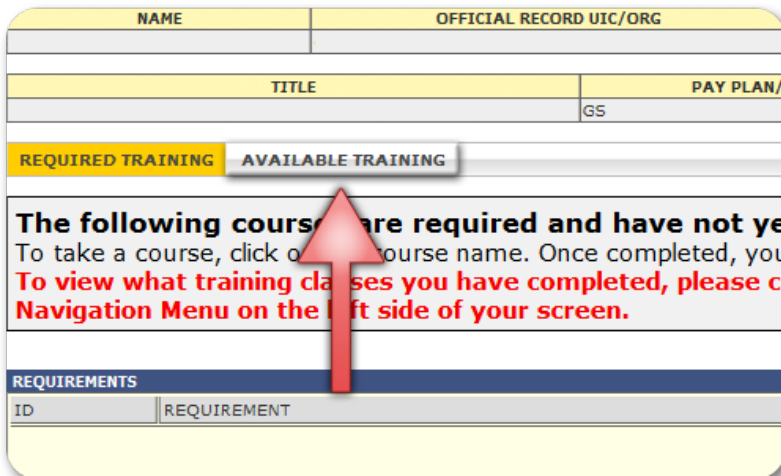 NAME OFFICIAL RECORD UIC/ORG
TITLE PAY PLAN/
GS
REQUIRED TRAINING AVAILABLE TRAINING
The following are required and have not
To take a course, click course name. Once completed,
To view what training you have completed, please
Navigation Menu on the side of your screen.
REQUIREMENTS
ID REQUIREMENT